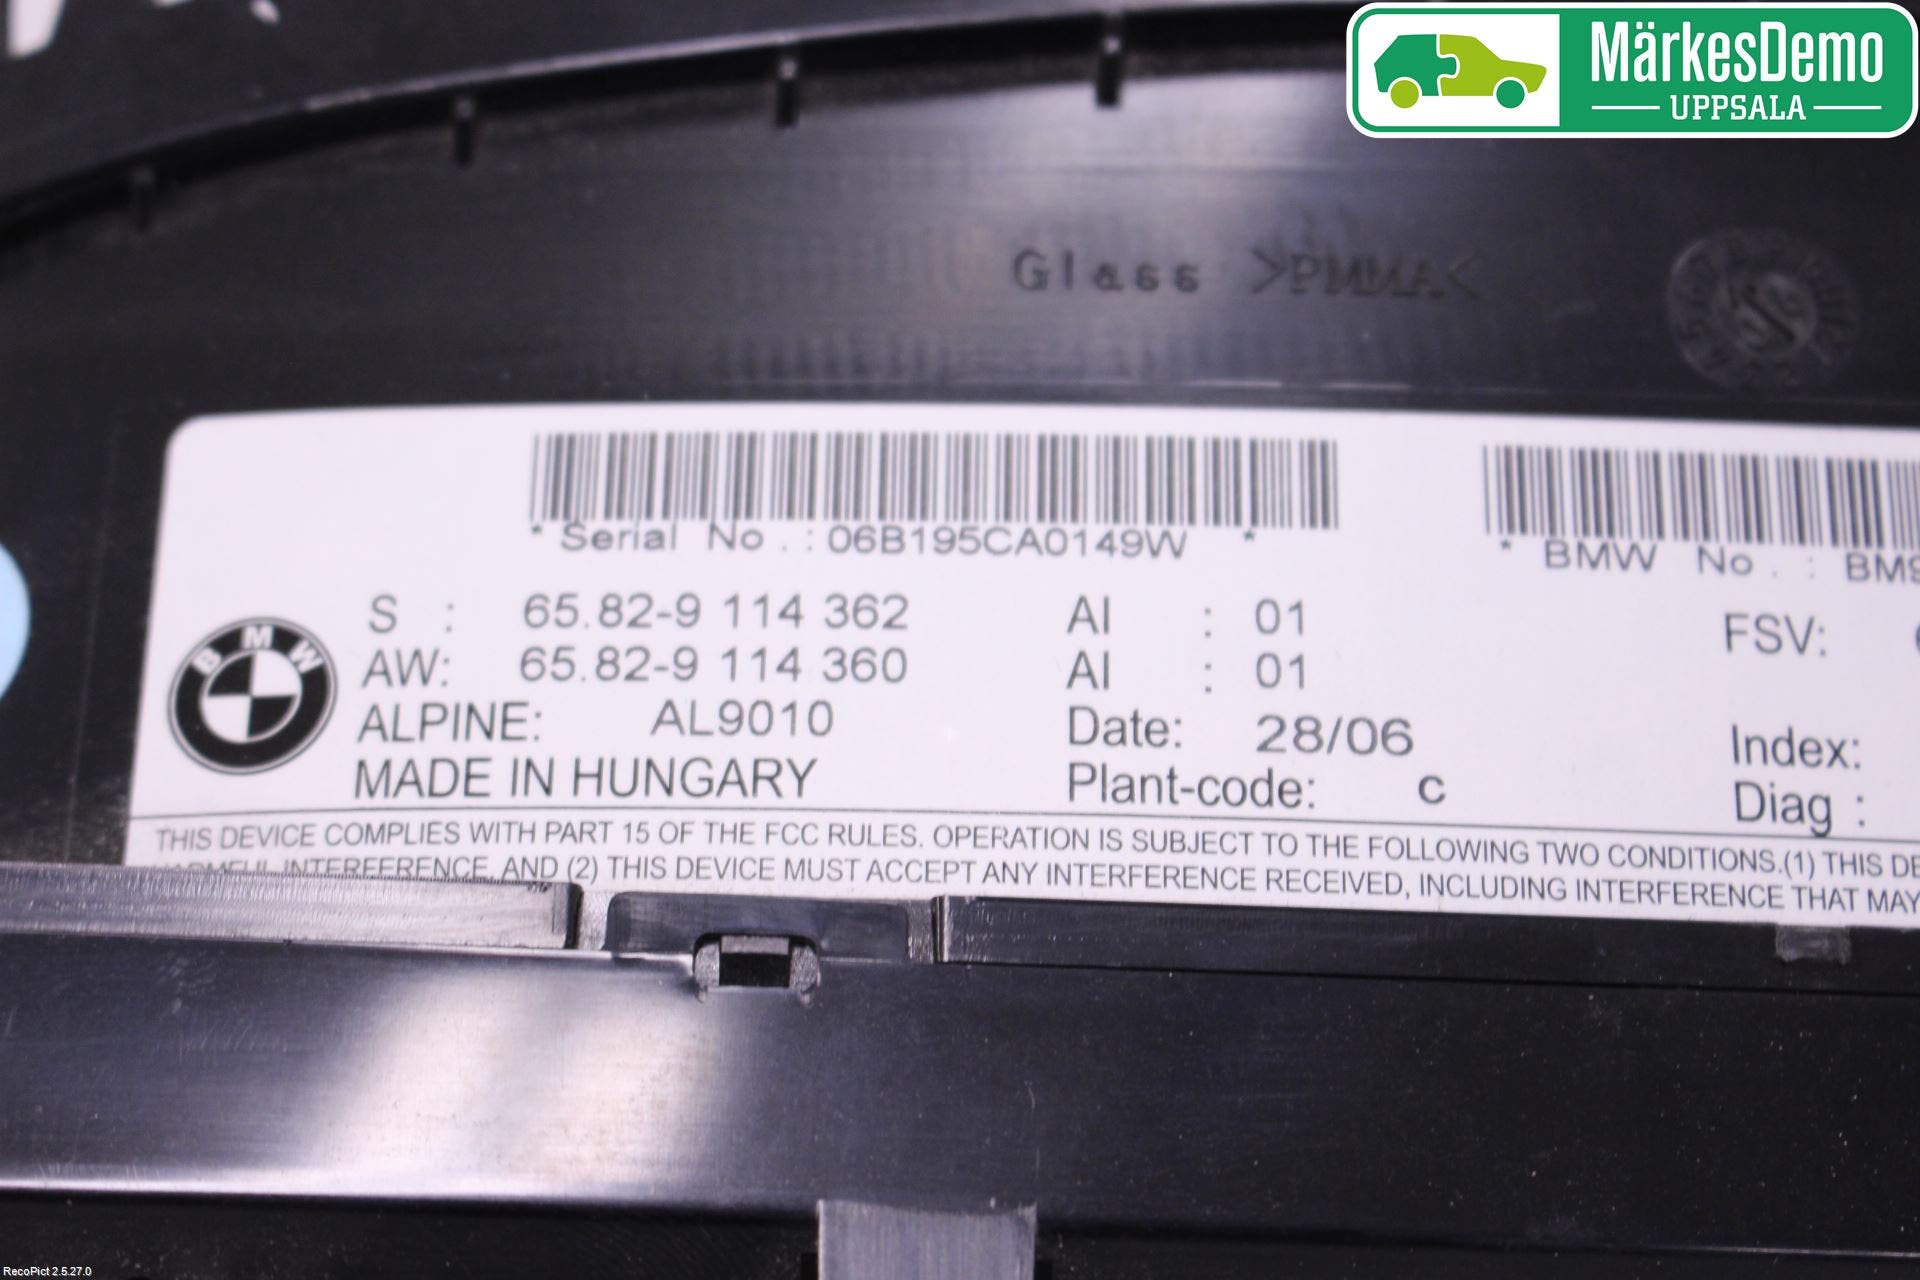 MärkesDemo
UPPSALA
Glass >PMMA<
* Serial No.: 06B195CA0149W *
* BMW No.: BM9
S : 65.82-9 114 362 AI : 01 FSV:
AW: 65.82-9 114 360 AI : 01
ALPINE: AL9010 Date: 28/06 Index:
MADE IN HUNGARY Plant-code: c Diag :
BMW
THIS DEVICE COMPLIES WITH PART 15 OF THE FCC RULES. OPERATION IS SUBJECT TO THE FOLLOWING TWO CONDITIONS.(1) THIS DE
HARMFUL INTERFERENCE, AND (2) THIS DEVICE MUST ACCEPT ANY INTERFERENCE RECEIVED, INCLUDING INTERFERENCE THAT MAY
RecoPict 2.5.27.0